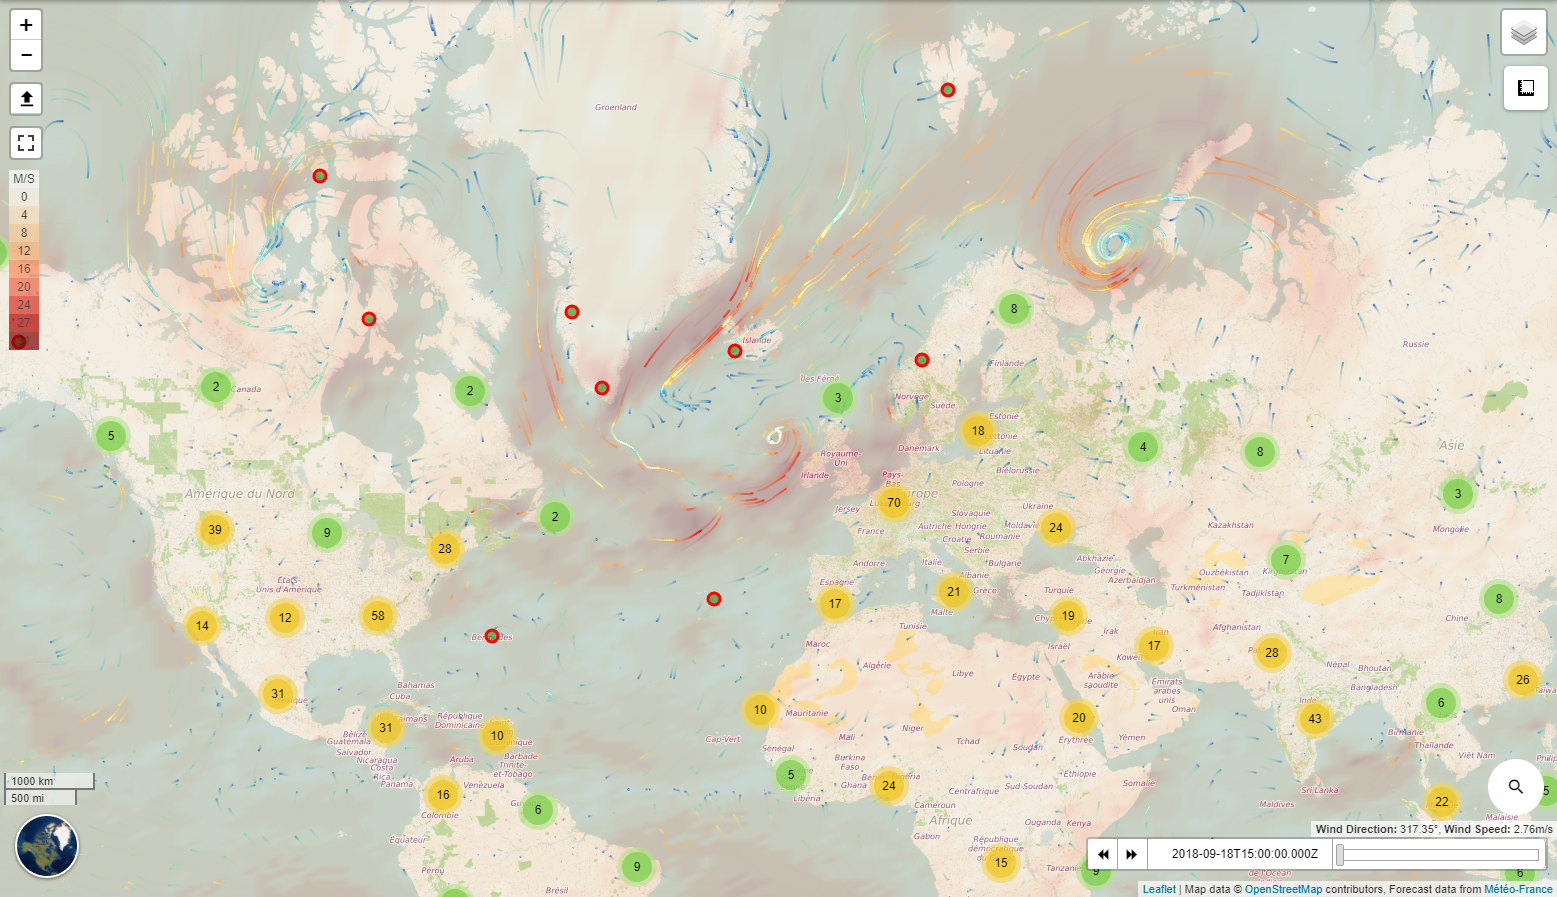 +
−
M/S
0
4
8
12
16
20
24
27
Groenland
Islande
Îles Féroé
Finlande
Norvège
Suède
Estonie
Lituanie
Danemark
Royaume-
Uni
Irlande
Pays-
Bas
Biélorussie
Pologne
Jersey
France
Slovaquie
Ukraine
Autriche
Hongrie
Moldavie
Croatie
Roumanie
Serbie
Bulgarie
Andorre
Italie
Albanie
Grèce
Espagne
Malte
Turquie
Abkhazie
Géorgie
Azerbaïdjan
Russie
Asie
Kazakhstan
Mongolie
Ouzbékistan
Turkménistan
Tadjikistan
Afghanistan
Chine
Népal
Bhoutan
Bangladesh
Birmanie
Thaïlande
Viêt Nam
Sri Lanka
Maldives
Malaisie
Irak
Israël
Arabie
saoudite
Émirats
arabes
unis
Oman
Yémen
Érythrée
Éthiopie
Somalie
Tunisie
Maroc
Algérie
Libye
Egypte
Mauritanie
Mali
Niger
Tchad
Soudan
Cap-Vert
Sénégal
Burkina
Faso
Ghana
Libéria
Cameroun
Centrafrique
Sud-Soudan
Gabon
Afrique
Ouganda
Kenya
République
démocratique
Canada
Amérique du Nord
États-
Unis d'Amérique
Bahamas
Cuba
République
Dominicaine
Guatemala
Salvador
Nicaragua
Costa
Rica
Panama
Aruba
Barbade
Trinité-
et-Tobago
Venezuela
Colombie
Équateur
Pérou
Brésil
2
5
2
2
39
9
28
14
12
58
31
31
10
16
6
9
8
3
18
4
8
3
70
24
7
8
17
21
19
17
28
10
20
43
6
26
5
24
22
5
15
9
6
1000 km
500 mi
Wind Direction: 317.35°, Wind Speed: 2.76m/s
2018-09-18T15:00:00.000Z
de l'Océan
Leaflet | Map data © OpenStreetMap contributors, Forecast data from Météo-France